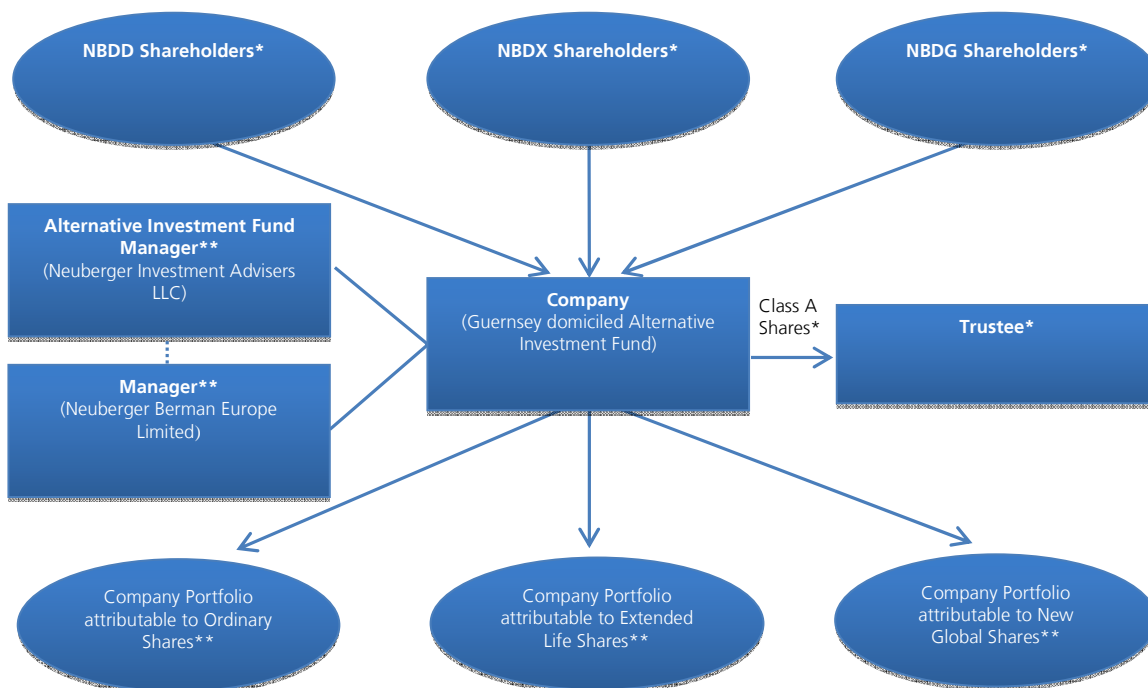 NBDD Shareholders*
NBDX Shareholders*
NBDG Shareholders*
Alternative Investment Fund
Manager**
(Neuberger Investment Advisers
LLC)
Company
(Guernsey domiciled Alternative
Investment Fund)
Class A
Shares*
Trustee*
Manager**
(Neuberger Berman Europe
Limited)
Company Portfolio
attributable to Ordinary
Shares**
Company Portfolio
attributable to Extended
Life Shares**
Company Portfolio
attributable to New
Global Shares**